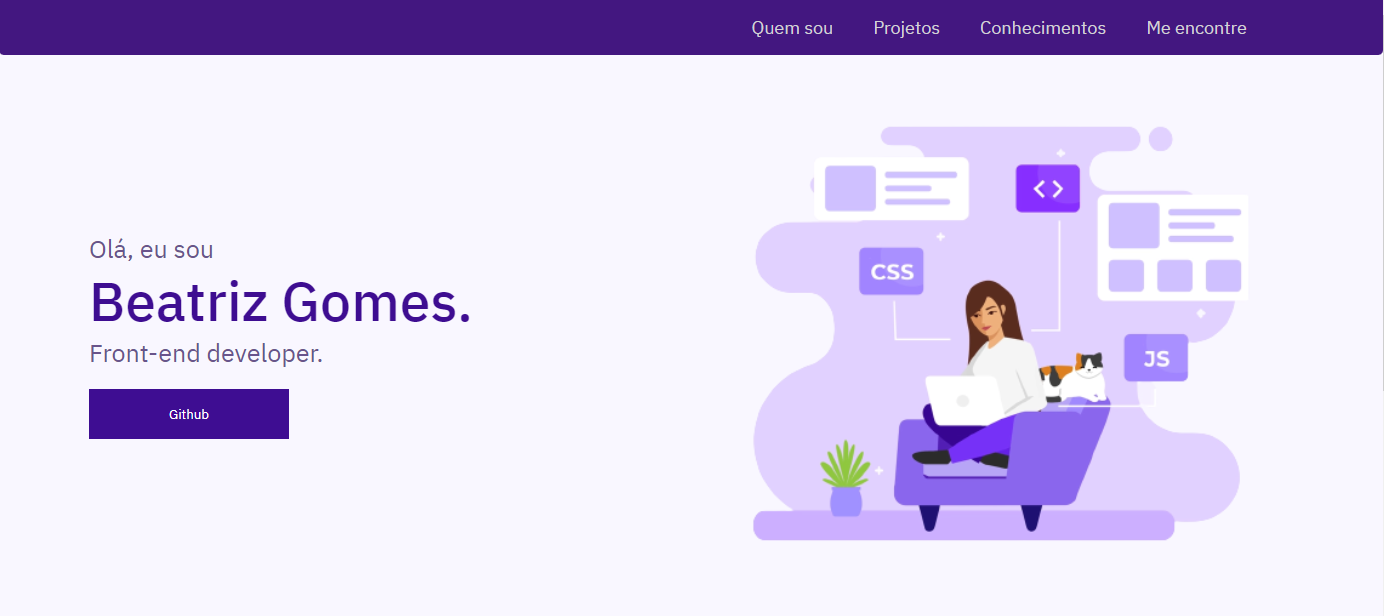 Quem sou Projetos Conhecimentos Me encontre
< >
CSS
Olá, eu sou
Beatriz Gomes.
Front-end developer.
JS
Github